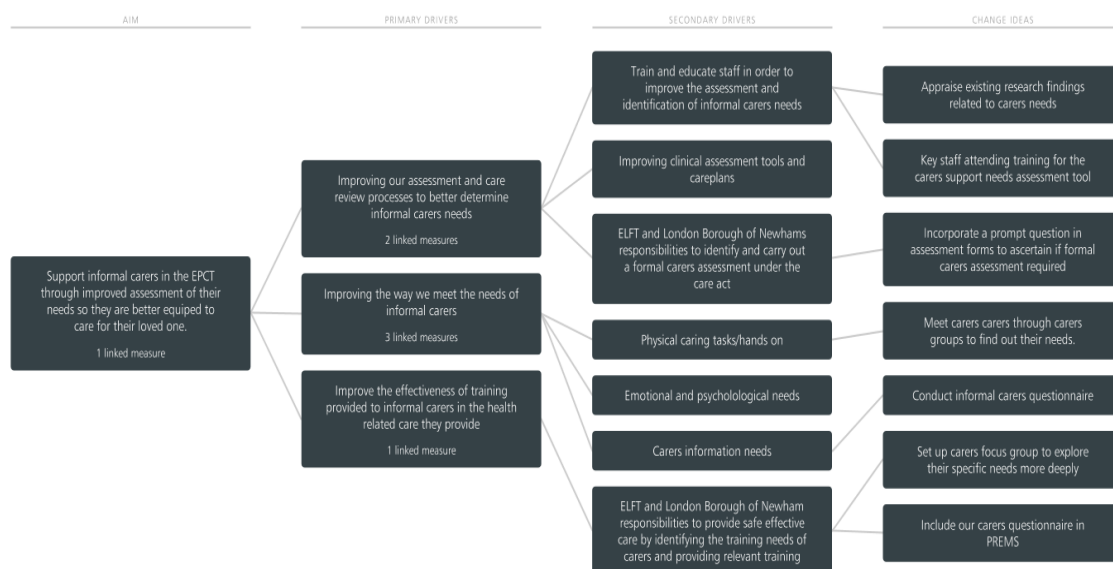 AIM
PRIMARY DRIVERS
SECONDARY DRIVERS
CHANGE IDEAS
Support informal carers in the EPCT
through improved assessment of their
needs so they are better equiped to
care for their loved one.
1 linked measure
Improving our assessment and care
review processes to better determine
informal carers needs
2 linked measures
Improving the way we meet the needs of
informal carers
3 linked measures
Improve the effectiveness of training
provided to informal carers in the health
related care they provide
1 linked measure
Train and educate staff in order to
improve the assessment and
identification of informal carers needs
Improving clinical assessment tools and
careplans
ELFT and London Borough of Newhams
responsibilities to identify and carry out
a formal carers assessment under the
care act
Physical caring tasks/hands on
Emotional and psycholological needs
Carers information needs
ELFT and London Borough of Newham
responsibilities to provide safe effective
care by identifying the training needs of
carers and providing relevant training
Appraise existing research findings
related to carers needs
Key staff attending training for the
carers support needs assessment tool
Incorporate a prompt question in
assessment forms to ascertain if formal
carers assessment required
Meet carers carers through carers
groups to find out their needs.
Conduct informal carers questionnaire
Set up carers focus group to explore
their specific needs more deeply
Include our carers questionnaire in
PREMS